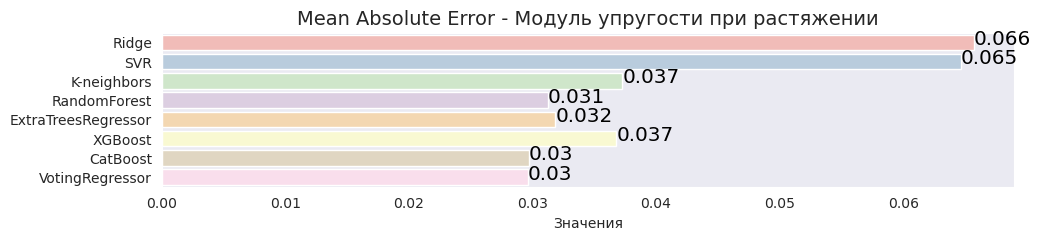 Mean Absolute Error - Модуль упругости при растяжении
Ridge 0.066
SVR 0.065
K-neighbors 0.037
RandomForest 0.031
ExtraTreesRegressor 0.032
XGBoost 0.037
CatBoost 0.03
VotingRegressor 0.03
0.00 0.01 0.02 0.03 0.04 0.05 0.06
Значения